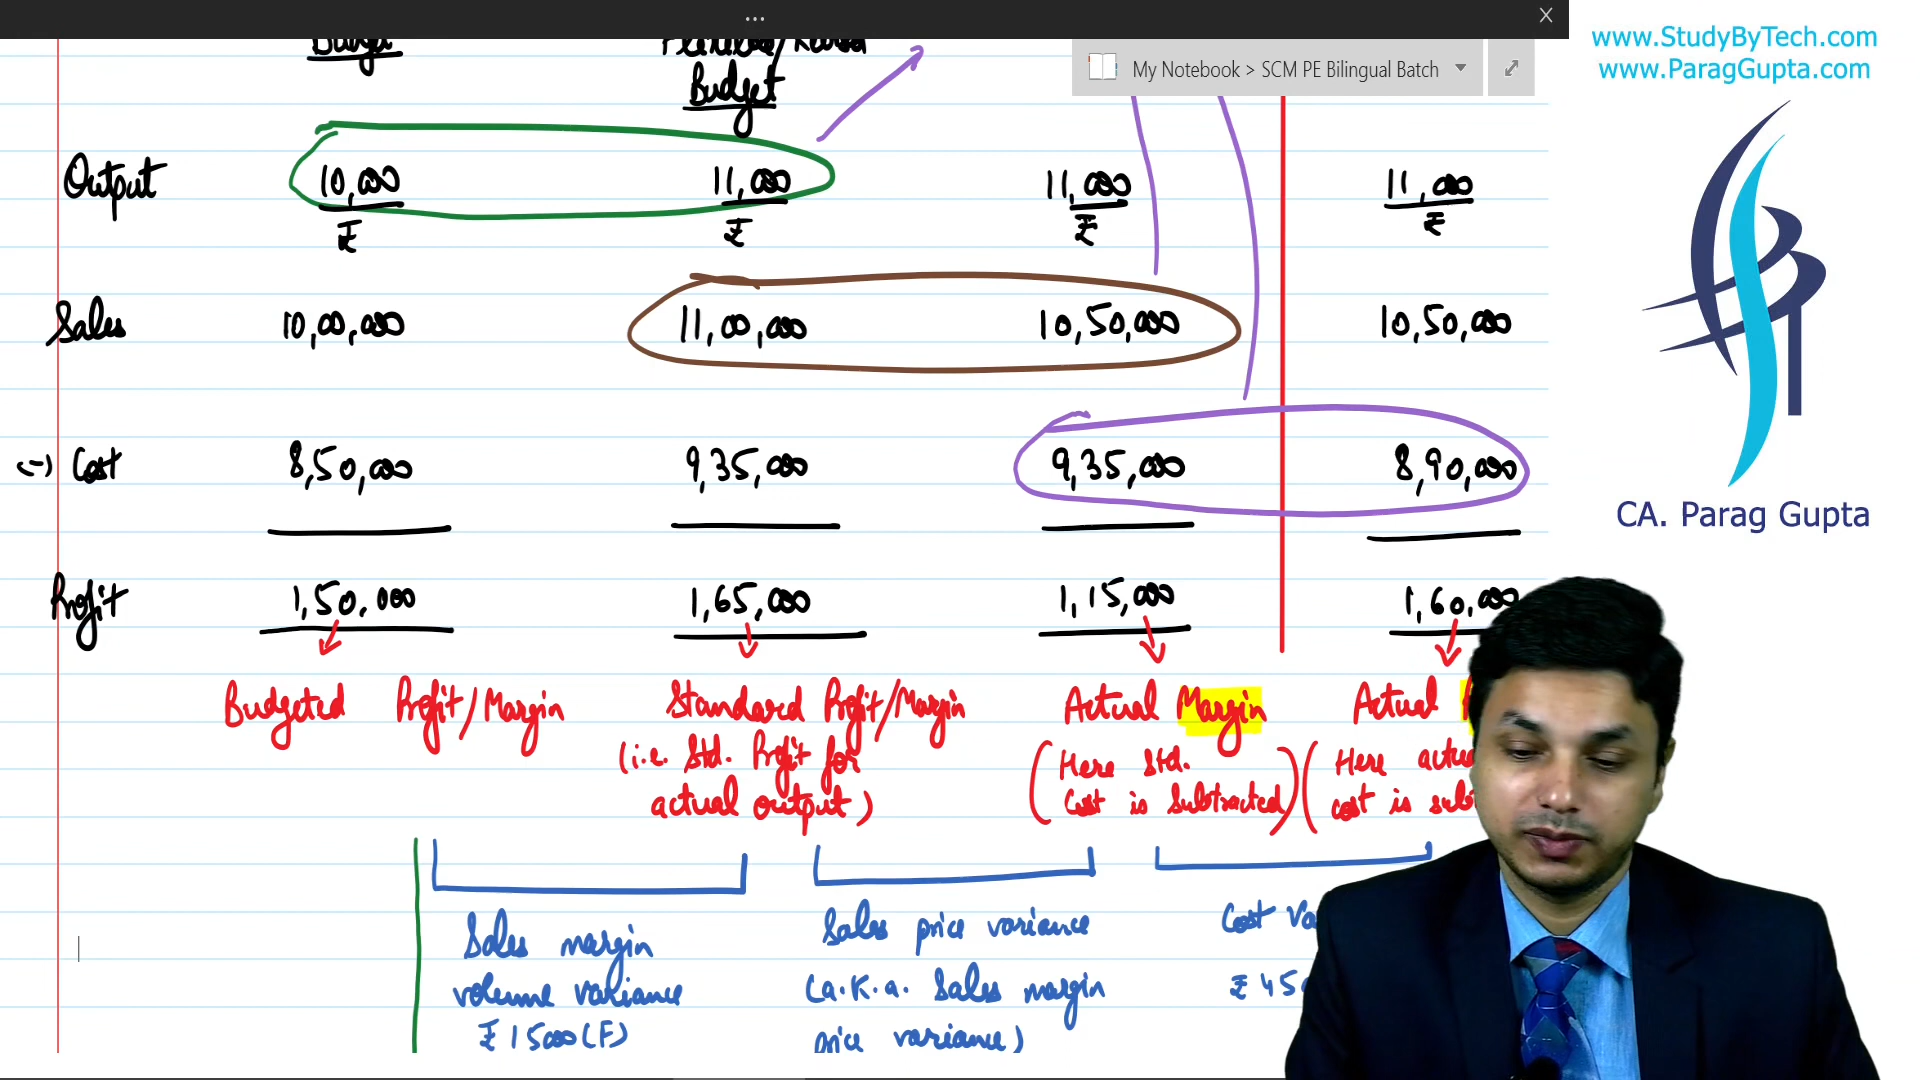 ...
My Notebook > SCM PE Bilingual Batch
www.StudyByTech.com
www.ParagGupta.com
Budget
Budget
Output 10,000 11,000 11,000 11,000
₹ ₹ ₹ ₹
Sales 10,00,000 11,00,000 10,50,000 10,50,000
(-) Cost 8,50,000 9,35,000 9,35,000 8,90,000
CA. Parag Gupta
Profit 1,50,000 1,65,000 1,15,000 1,60,000
Budgeted Profit/Margin Standard Profit/Margin Actual Margin Actual
(i.e. Std. Profit for (Here Std. (Here
actual output) Cost is Subtracted) cost is
Sales margin Sales price variance Cost
volume variance (a.k.a. Sales margin ₹ 45
₹ 15000 (F) price variance)